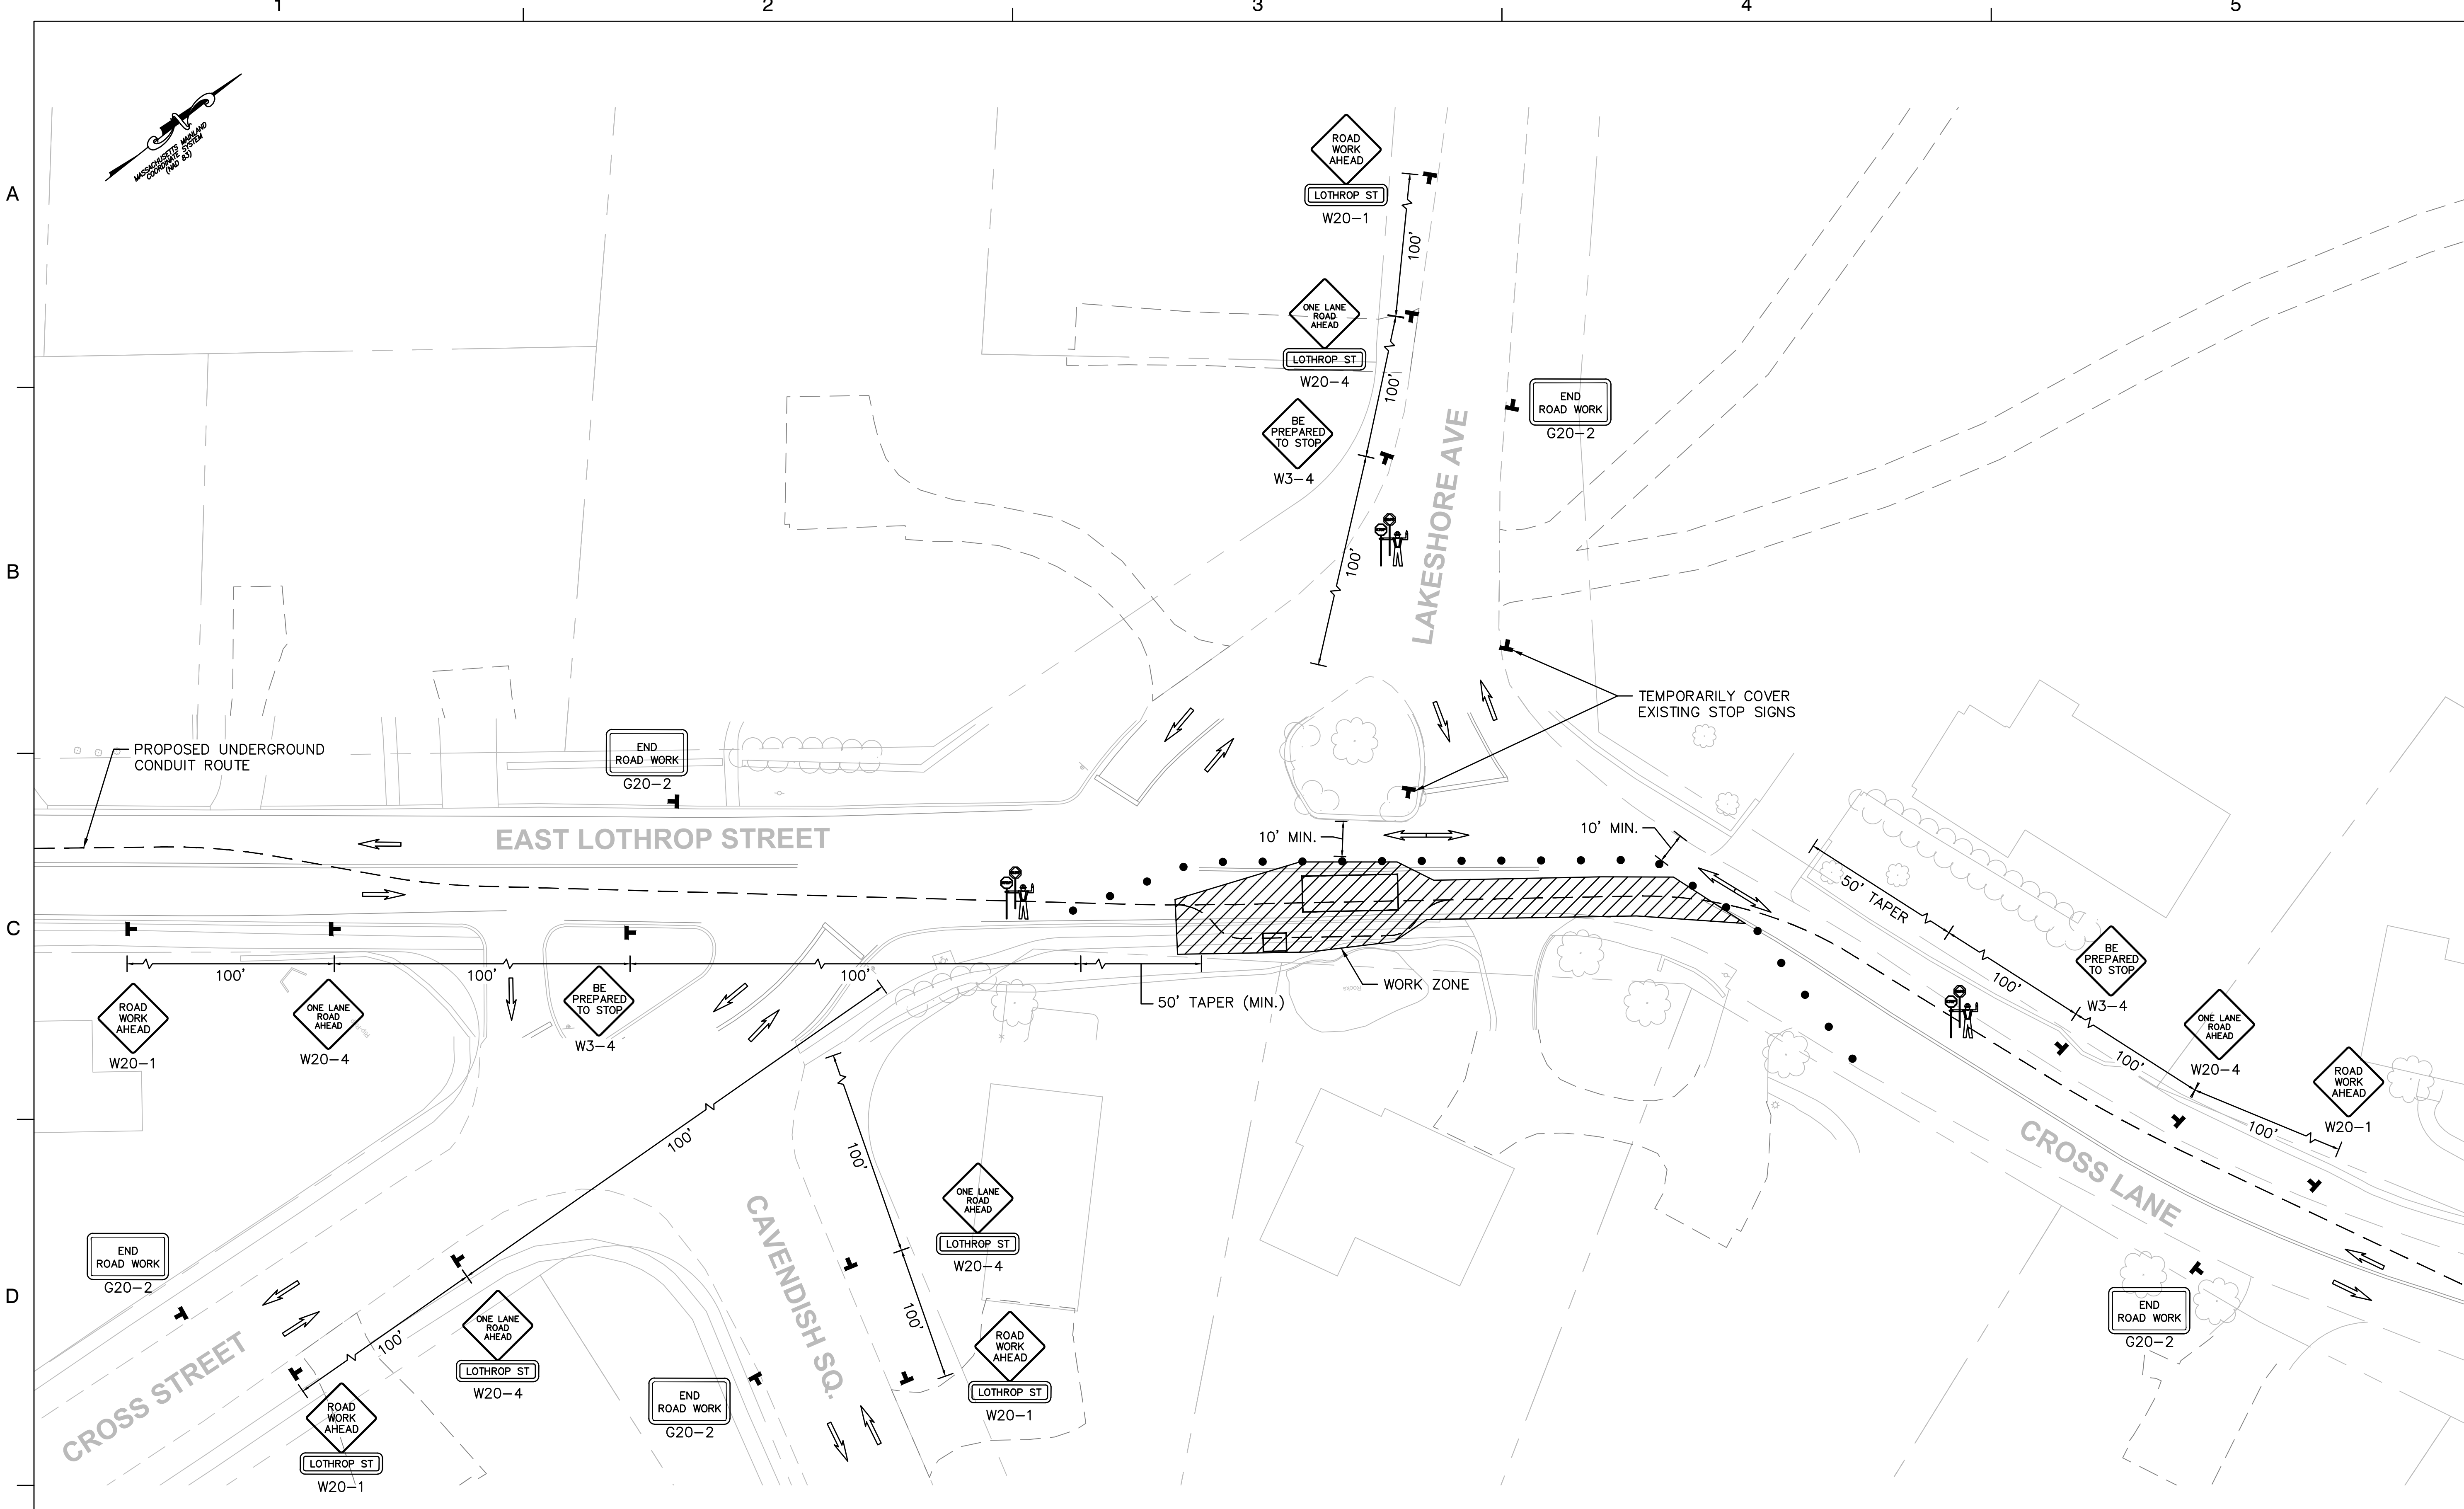 1
2
3
4
5
A
B
C
D
MASSACHUSETTS MAINLAND
COORDINATE SYSTEM
(NAD 83)
ROAD
WORK
AHEAD
LOTHROP ST
W20-1
100'
ONE LANE
ROAD
AHEAD
LOTHROP ST
W20-4
100'
BE
PREPARED
TO STOP
W3-4
END
ROAD WORK
G20-2
LAKESHORE AVE
100'
TEMPORARILY COVER
EXISTING STOP SIGNS
PROPOSED UNDERGROUND
CONDUIT ROUTE
END
ROAD WORK
G20-2
EAST LOTHROP STREET
10' MIN.
10' MIN.
50' TAPER
100'
100'
100'
BE
PREPARED
TO STOP
W3-4
ONE LANE
ROAD
AHEAD
W20-4
ROAD
WORK
AHEAD
W20-1
100'
100'
100'
50' TAPER (MIN.)
WORK ZONE
ROAD
WORK
AHEAD
W20-1
ONE LANE
ROAD
AHEAD
W20-4
BE
PREPARED
TO STOP
W3-4
100'
100'
CROSS LANE
CAVENDISH SQ.
ONE LANE
ROAD
AHEAD
LOTHROP ST
W20-4
100'
ROAD
WORK
AHEAD
LOTHROP ST
W20-1
END
ROAD WORK
G20-2
END
ROAD WORK
G20-2
CROSS STREET
100'
ONE LANE
ROAD
AHEAD
LOTHROP ST
W20-4
ROAD
WORK
AHEAD
LOTHROP ST
W20-1
END
ROAD WORK
G20-2